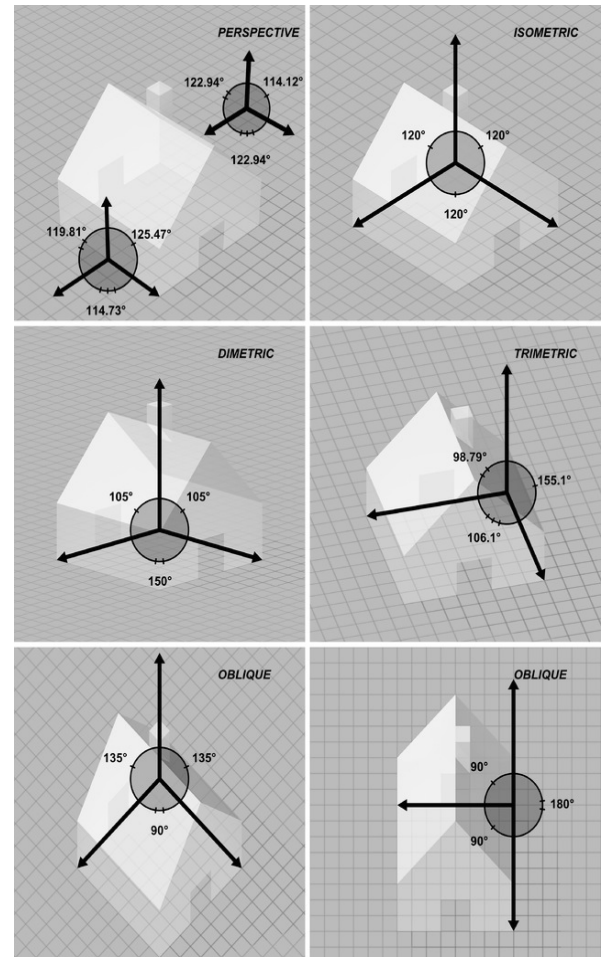 PERSPECTIVE
122.94° 114.12°
122.94°
119.81° 125.47°
114.73°
ISOMETRIC
120° 120°
120°
DIMETRIC
105° 105°
150°
TRIMETRIC
98.79°
155.1°
106.1°
OBLIQUE
135° 135°
90°
OBLIQUE
90°
180°
90°